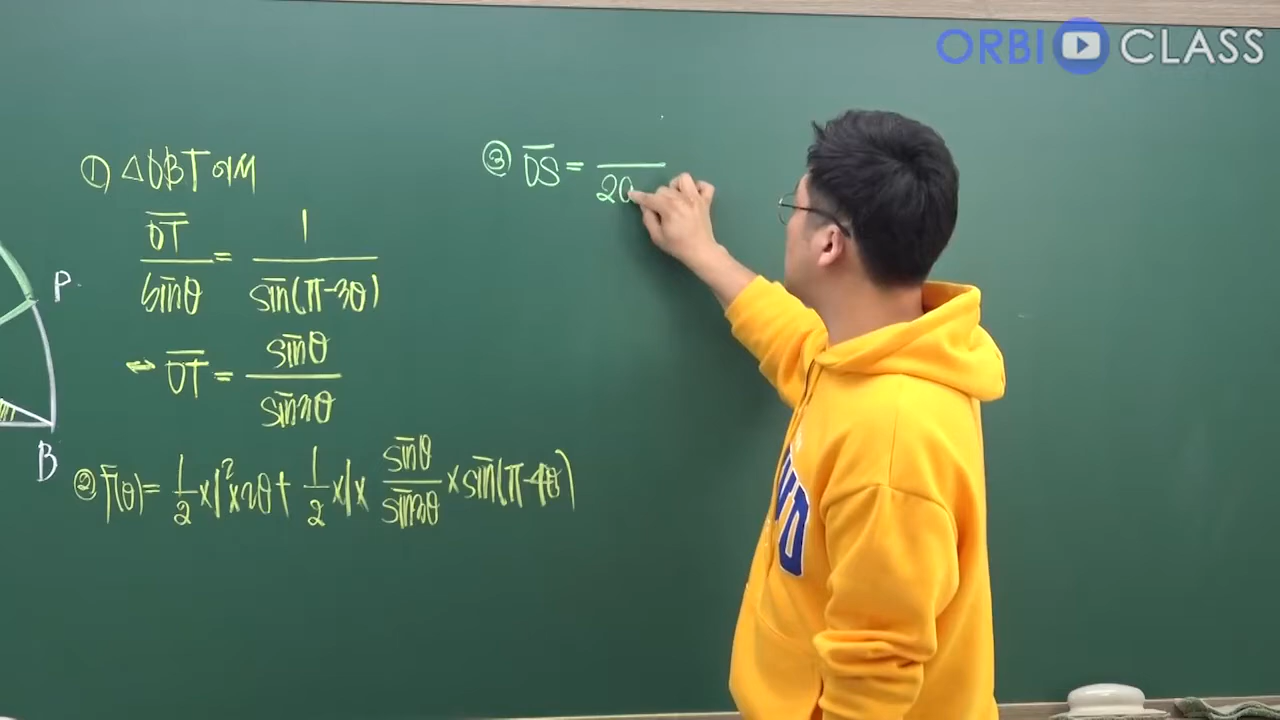 ORBI CLASS
① △OBT에서
OT/sinθ = 1/sin(π-3θ)
↔ OT = sinθ/sin3θ
② f(θ)= 1/2 ×1²×2θ+ 1/2 ×1× sinθ/sin3θ ×sin(π-4θ)
③ OS = /20
P
B